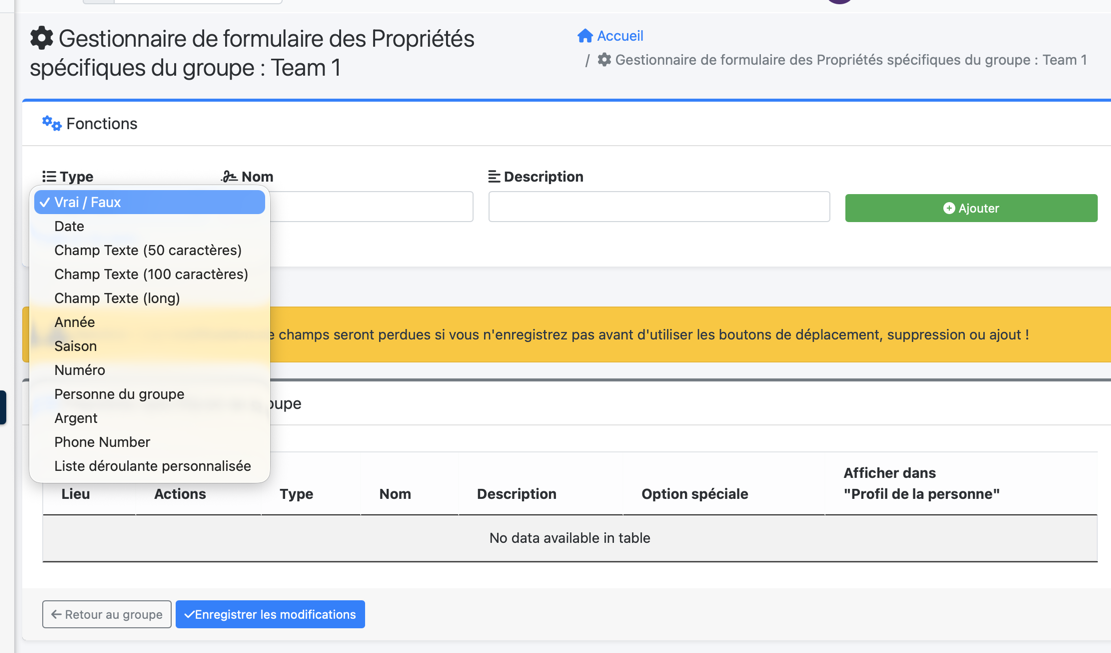 Gestionnaire de formulaire des Propriétés
spécifiques du groupe : Team 1
Accueil
/ Gestionnaire de formulaire des Propriétés spécifiques du groupe : Team 1
Fonctions
Type Nom Description
Vrai / Faux
Ajouter
Date
Champ Texte (50 caractères)
Champ Texte (100 caractères)
Champ Texte (long)
Année
champs seront perdues si vous n'enregistrez pas avant d'utiliser les boutons de déplacement, suppression ou ajout !
Saison
Numéro
Personne du groupe
Argent
Phone Number
Liste déroulante personnalisée
Lieu Actions Type Nom Description Option spéciale Afficher dans
"Profil de la personne"
No data available in table
Retour au groupe Enregistrer les modifications